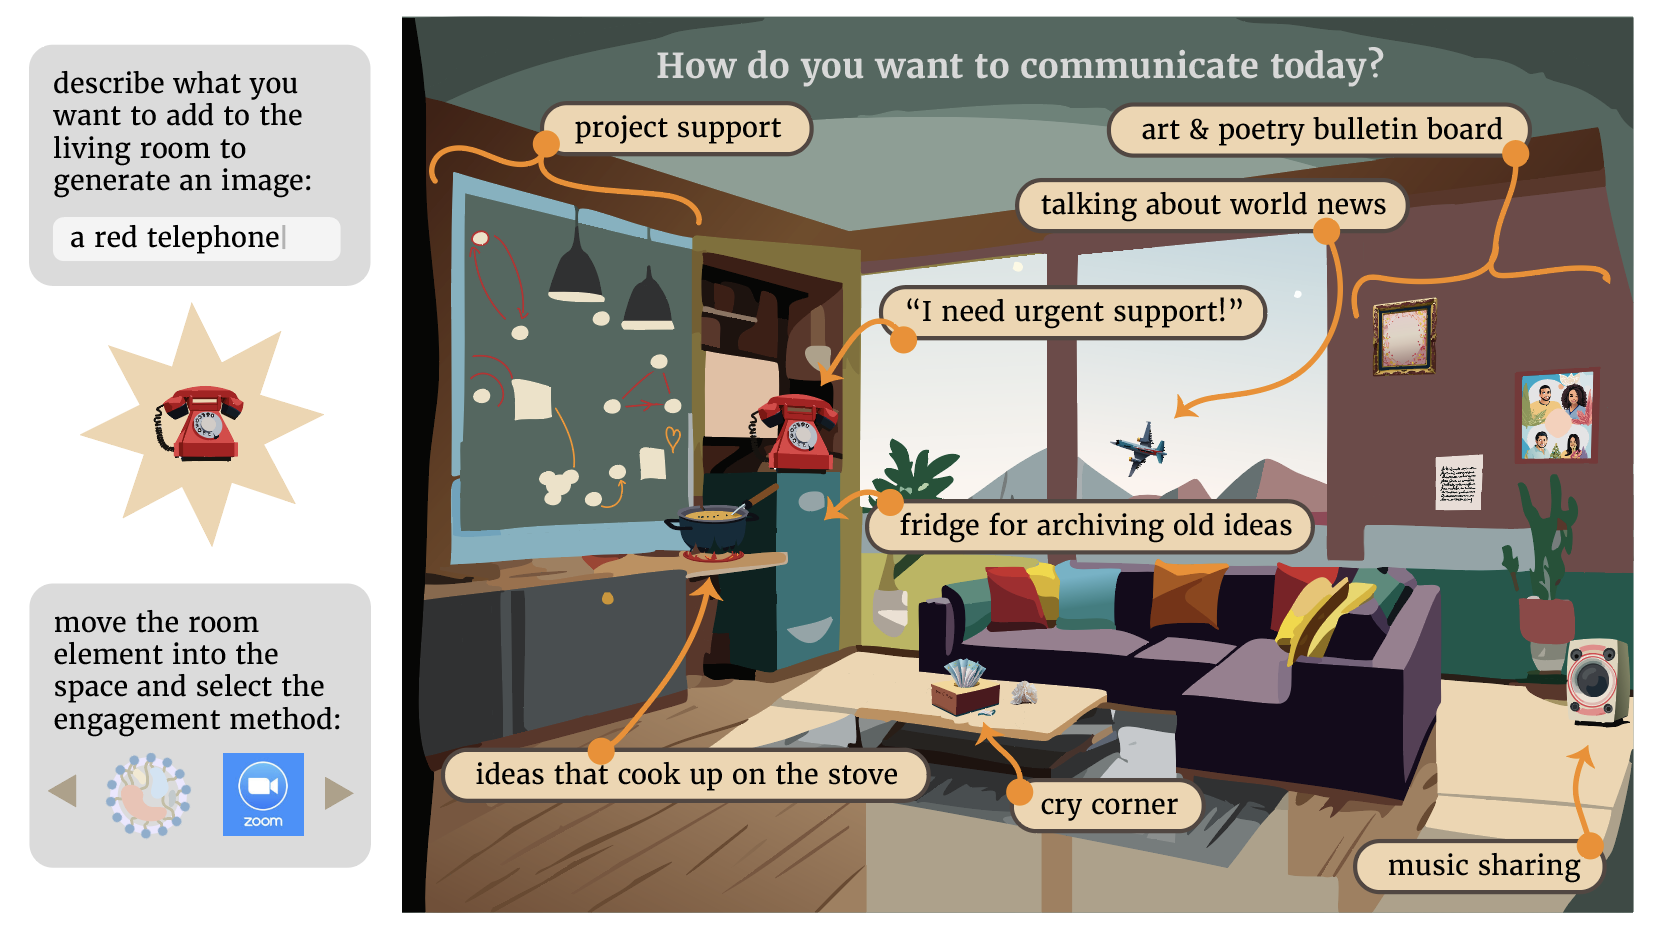 describe what you
want to add to the
living room to
generate an image:
a red telephone
move the room
element into the
space and select the
engagement method:
zoom
How do you want to communicate today?
project support
art & poetry bulletin board
talking about world news
“I need urgent support!”
fridge for archiving old ideas
ideas that cook up on the stove
cry corner
music sharing